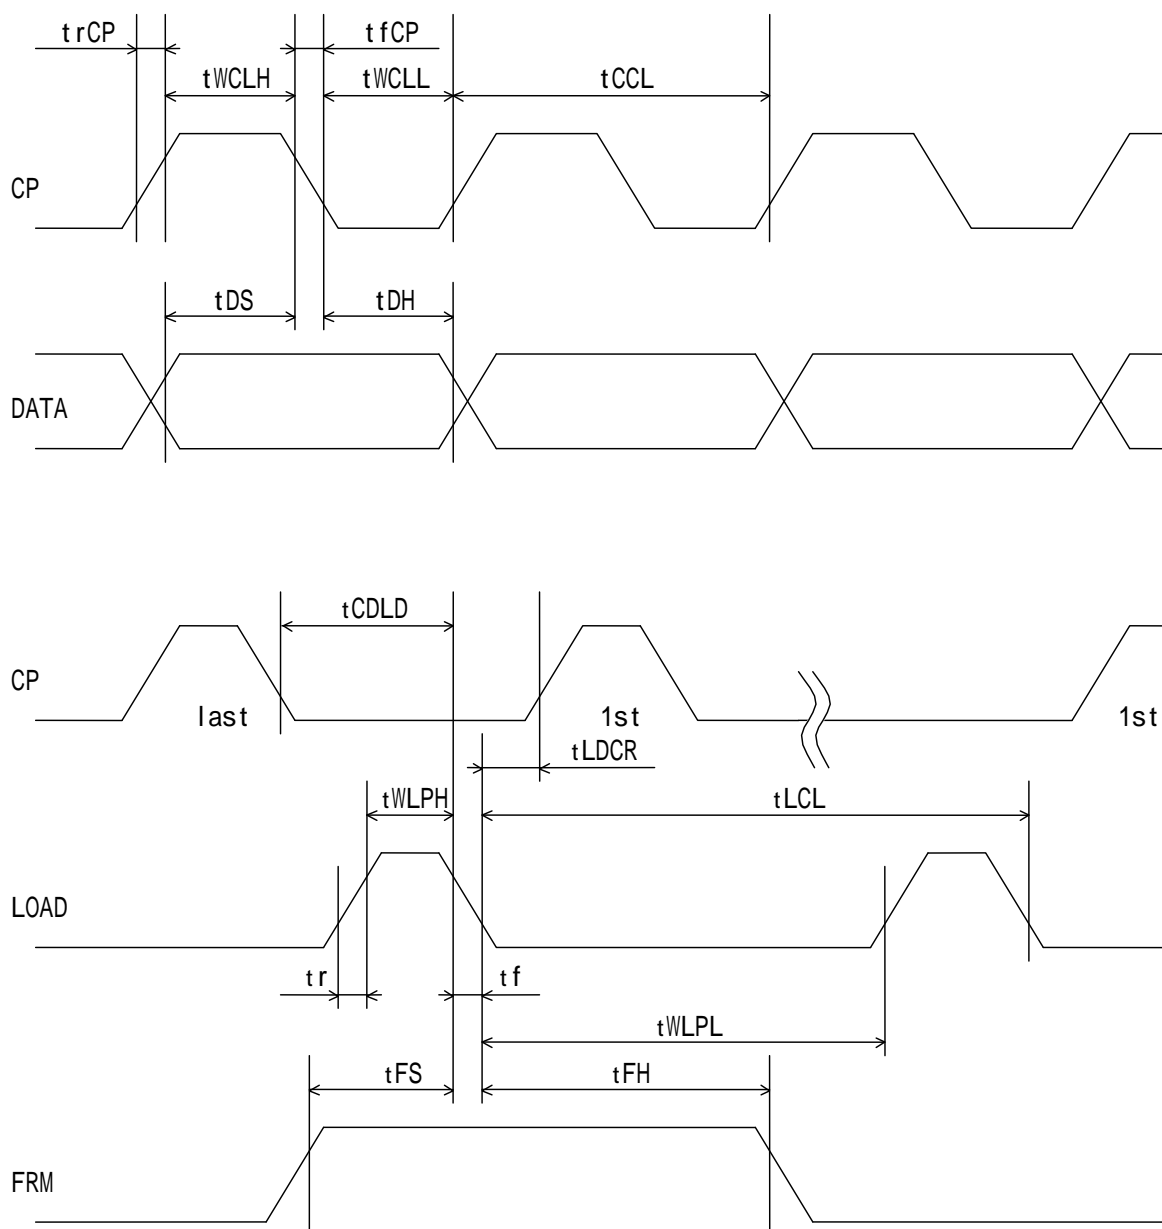 trCP
tfCP
tWCLH
tWCLL
tCCL
CP
tDS
tDH
DATA
tCDLD
CP
last
1st
1st
tLDCR
tWLPH
tLCL
LOAD
tr
tf
tWLPL
tFS
tFH
FRM